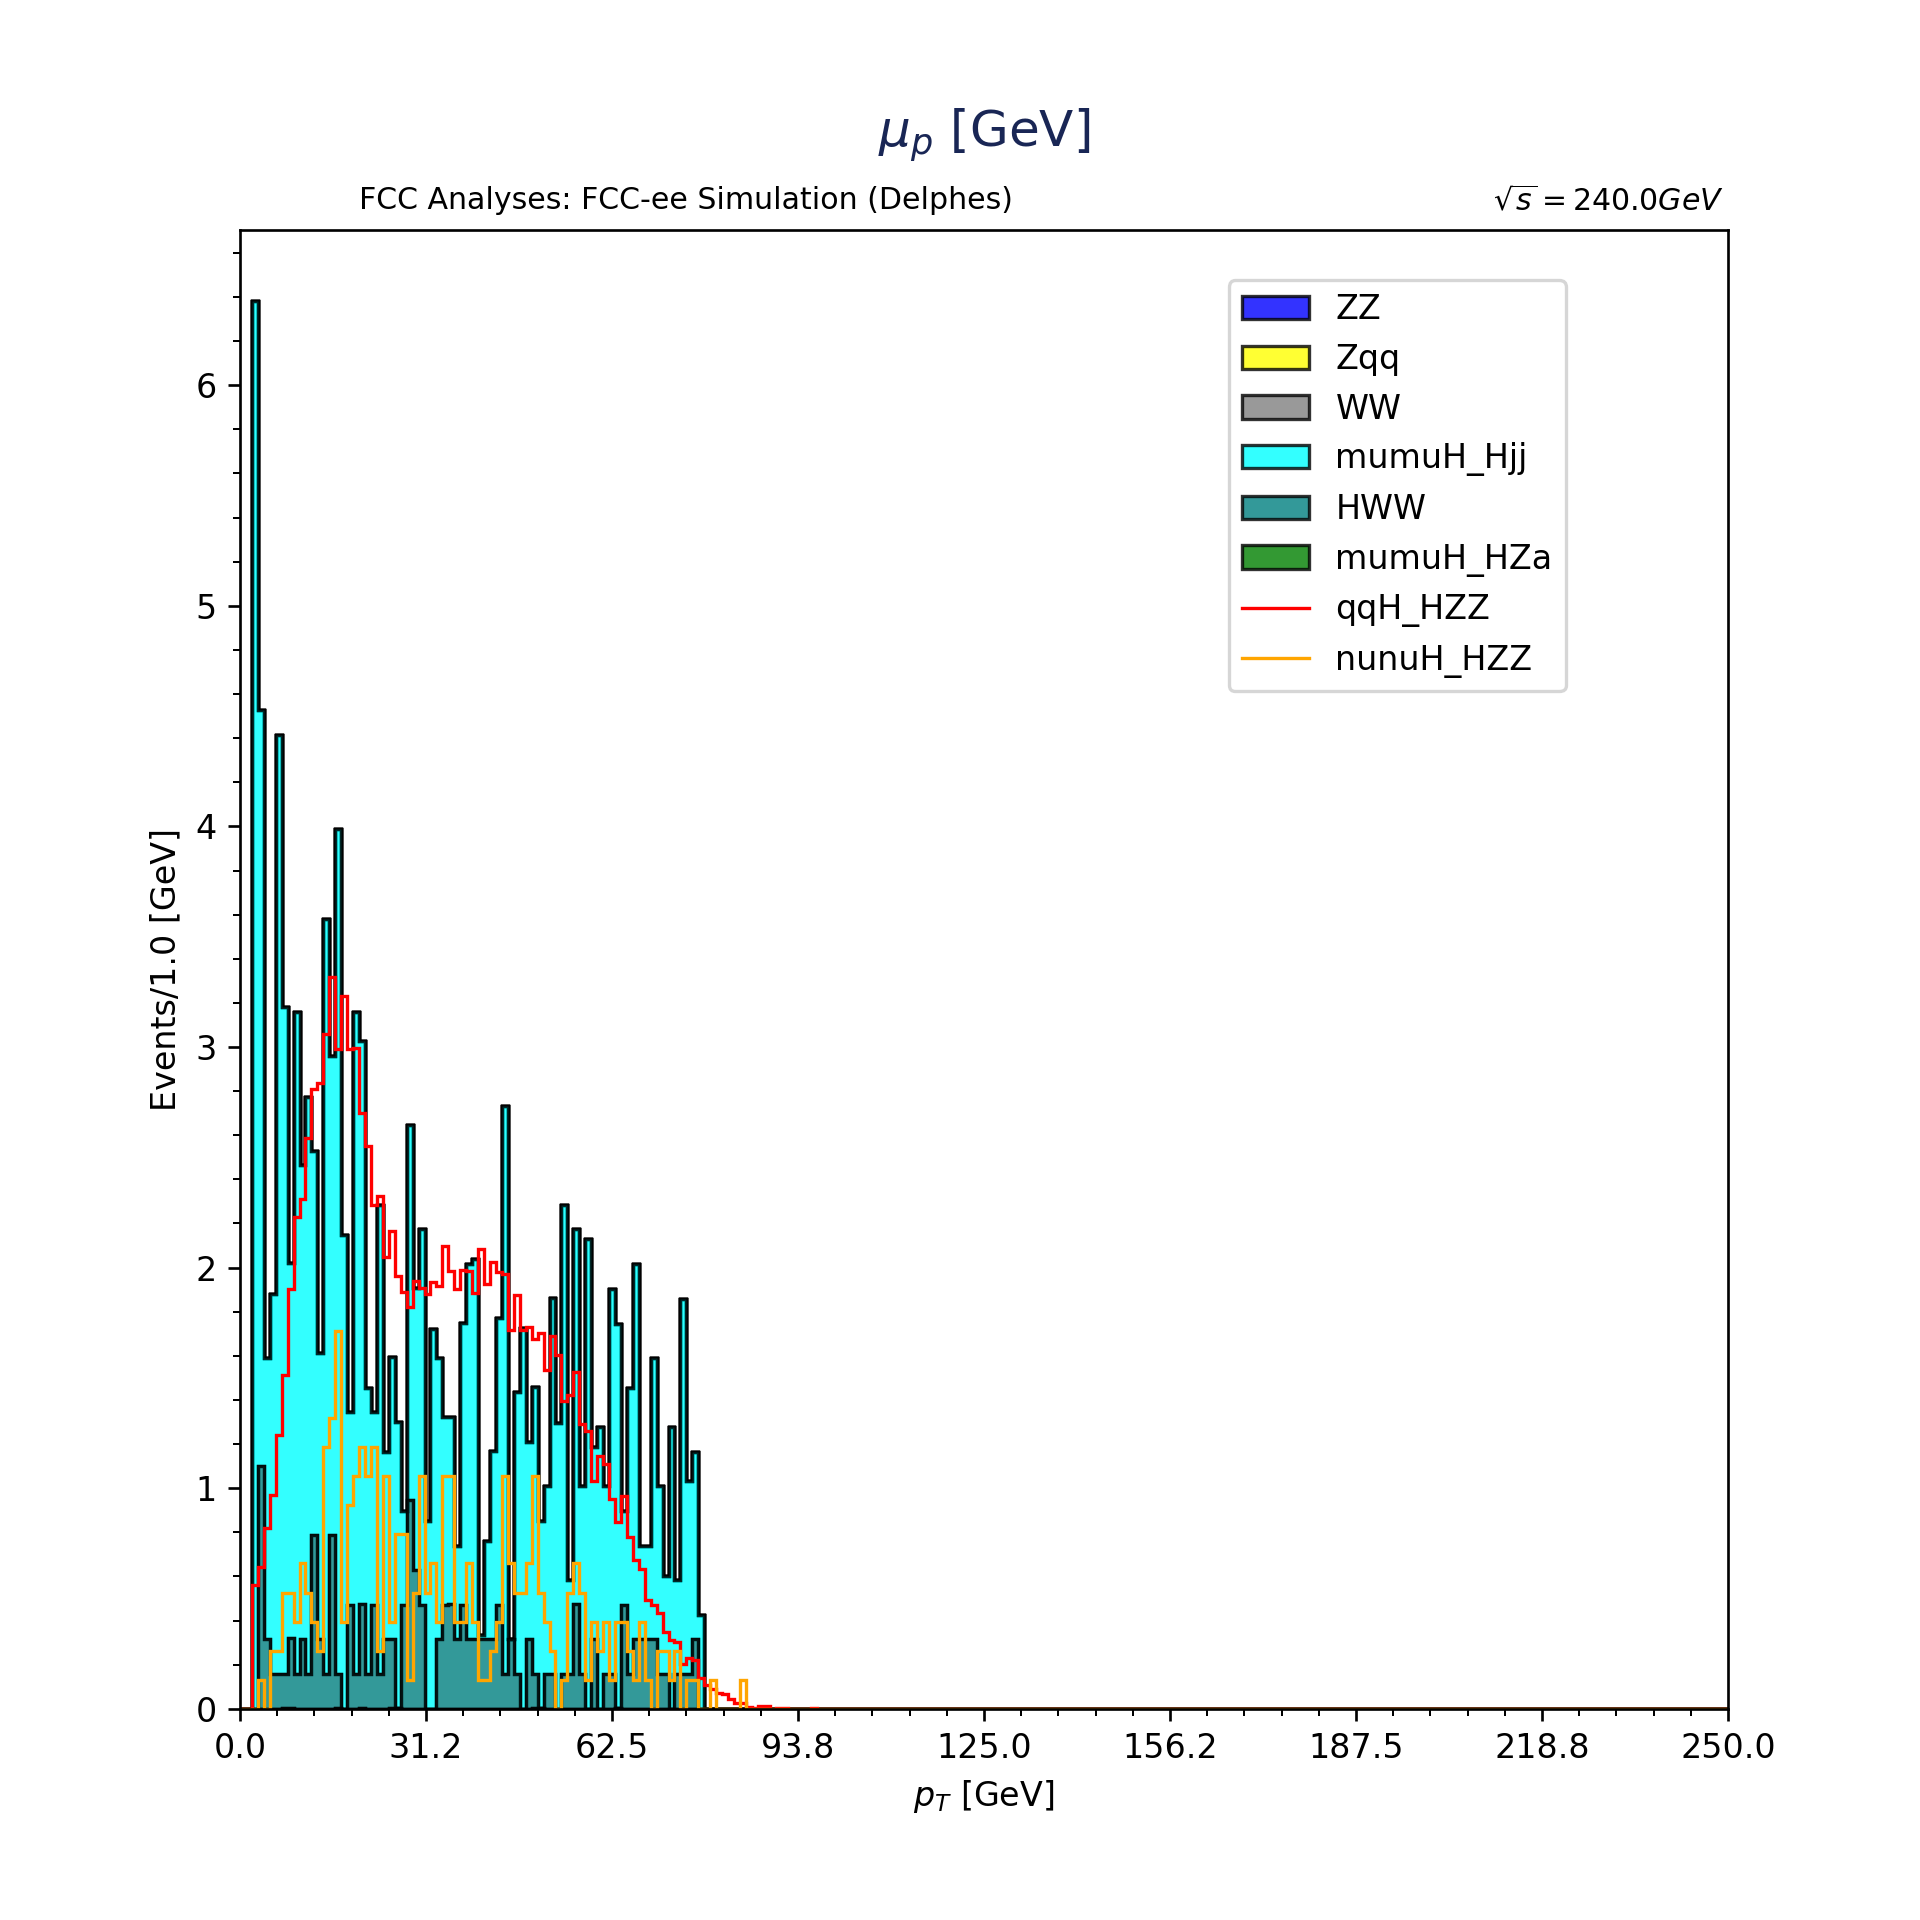 μp [GeV]
FCC Analyses: FCC-ee Simulation (Delphes)
√s = 240.0GeV
ZZ
Zqq
WW
mumuH_Hjj
HWW
mumuH_HZa
qqH_HZZ
nunuH_HZZ
6
5
4
3
2
1
0
Events/1.0 [GeV]
0.0 31.2 62.5 93.8 125.0 156.2 187.5 218.8 250.0
pT [GeV]